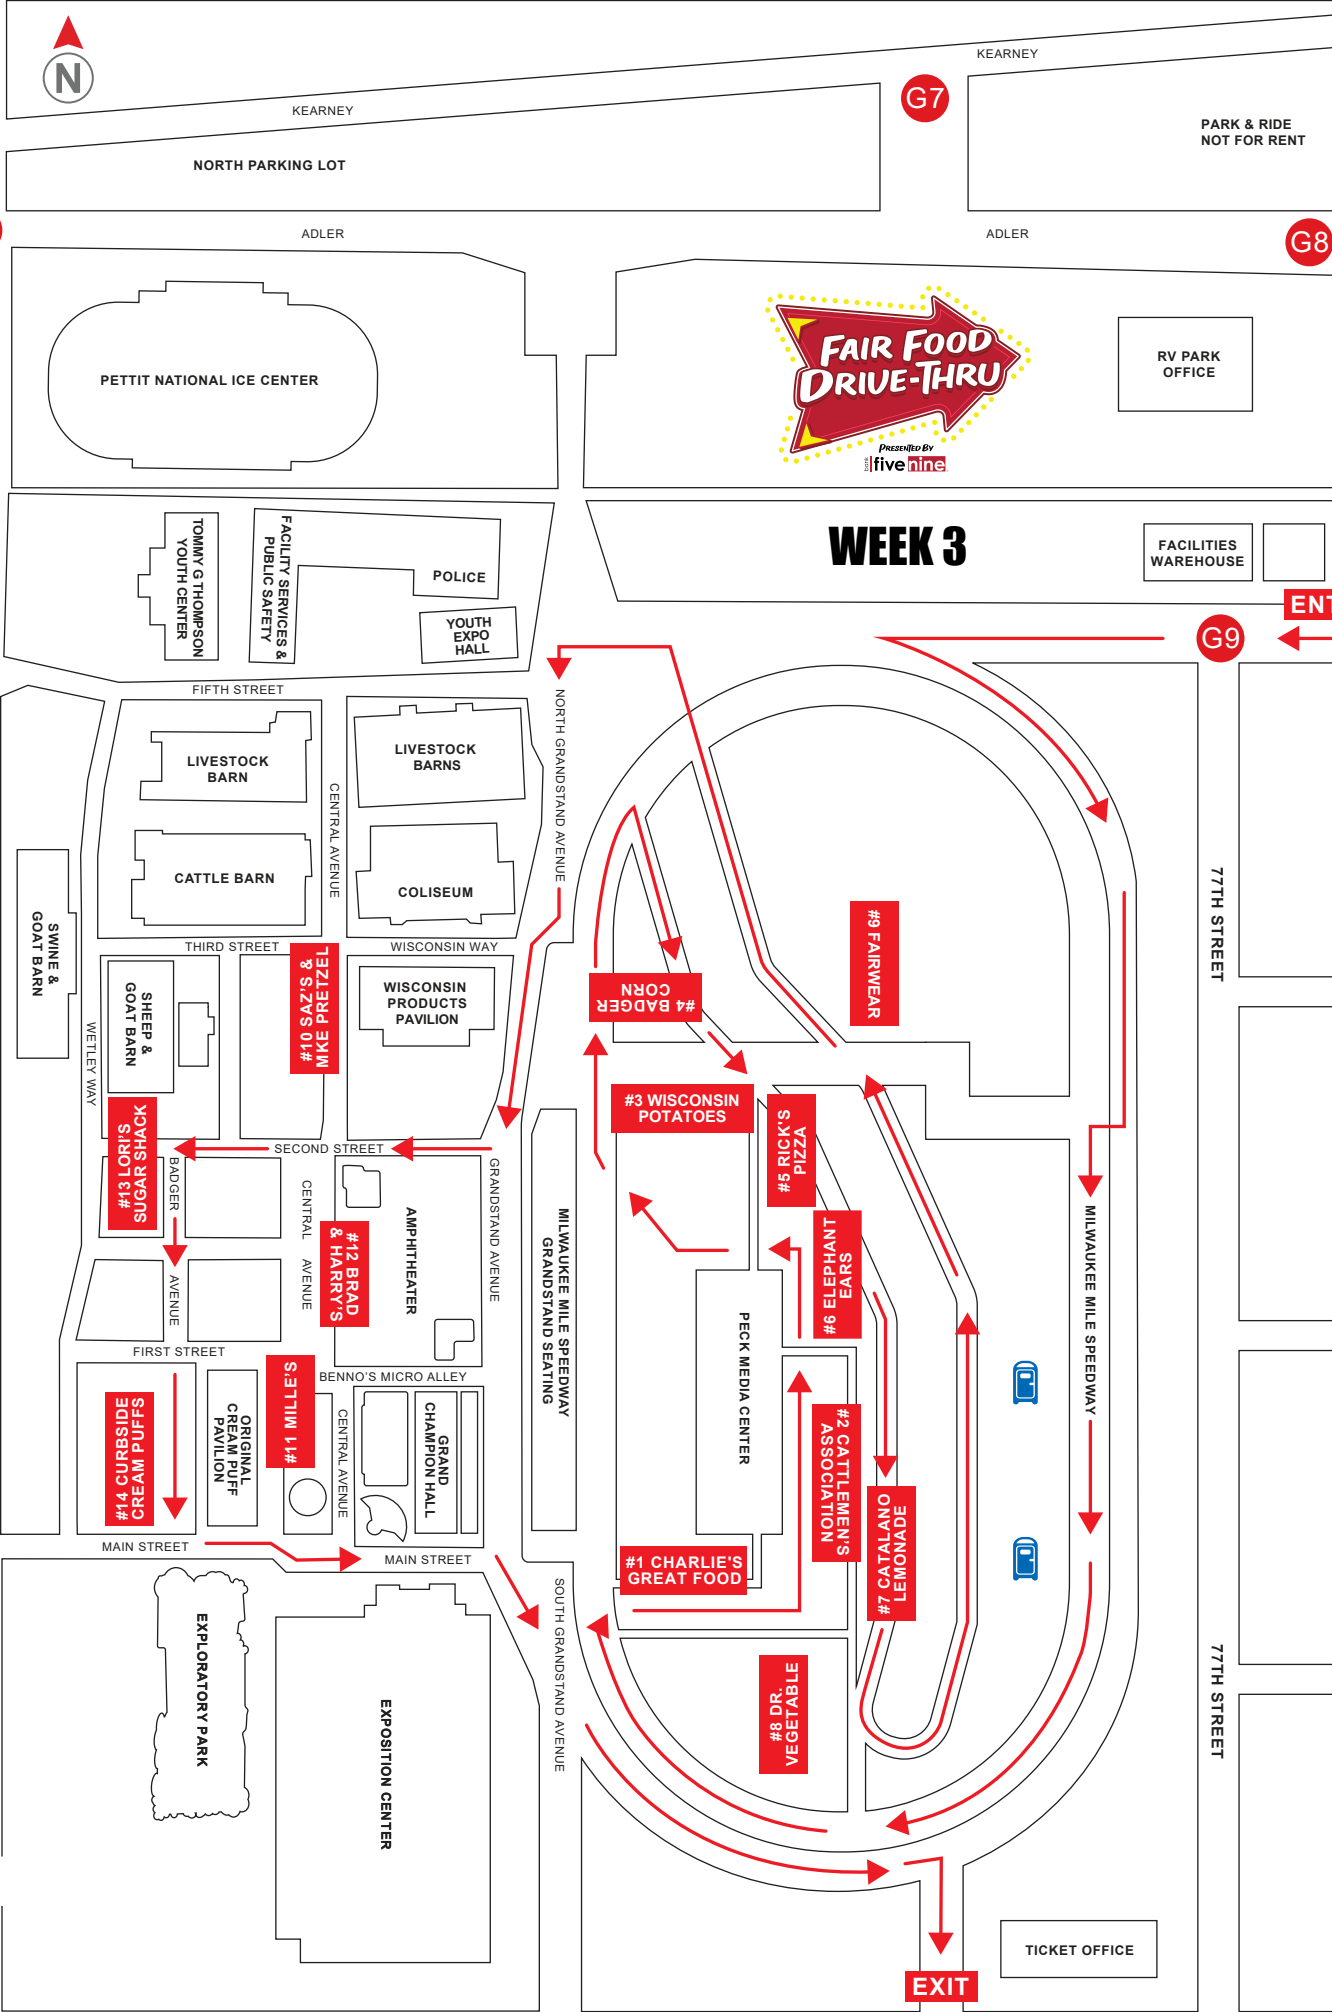 KEARNEY
N
G7
KEARNEY
PARK & RIDE
NOT FOR RENT
NORTH PARKING LOT
ADLER
ADLER
G8
FAIR FOOD
DRIVE-THRU
PRESENTED BY
bank
five nine
RV PARK
OFFICE
PETTIT NATIONAL ICE CENTER
WEEK 3
FACILITIES
WAREHOUSE
TOMMY G THOMPSON
YOUTH CENTER
FACILITY SERVICES &
PUBLIC SAFETY
POLICE
YOUTH
EXPO
HALL
ENT
G9
FIFTH STREET
NORTH GRANDSTAND AVENUE
LIVESTOCK
BARN
LIVESTOCK
BARNS
CENTRAL AVENUE
CATTLE BARN
COLISEUM
77TH STREET
SWINE &
GOAT BARN
#9 FAIRWEAR
THIRD STREET
WISCONSIN WAY
#10 SAZ'S &
MKE PRETZEL
SHEEP &
GOAT BARN
WISCONSIN
PRODUCTS
PAVILION
#4 BADGER
CORN
WETLEY WAY
#3 WISCONSIN
POTATOES
#5 RICK'S
PIZZA
#13 LORI'S
SUGAR SHACK
SECOND STREET
BADGER
AVENUE
CENTRAL
AVENUE
#12 BRAD
& HARRY'S
AMPHITHEATER
GRANDSTAND AVENUE
MILWAUKEE MILE SPEEDWAY
GRANDSTAND SEATING
#6 ELEPHANT
EARS
MILWAUKEE MILE SPEEDWAY
PECK MEDIA CENTER
FIRST STREET
BENNO'S MICRO ALLEY
#11 MILLE'S
#14 CURBSIDE
CREAM PUFFS
ORIGINAL
CREAM PUFF
PAVILION
CENTRAL AVENUE
GRAND
CHAMPION HALL
#2 CATTLEMEN'S
ASSOCIATION
#7 CATALANO
LEMONADE
MAIN STREET
MAIN STREET
#1 CHARLIE'S
GREAT FOOD
SOUTH GRANDSTAND AVENUE
EXPLORATORY PARK
EXPOSITION CENTER
#8 DR.
VEGETABLE
77TH STREET
TICKET OFFICE
EXIT